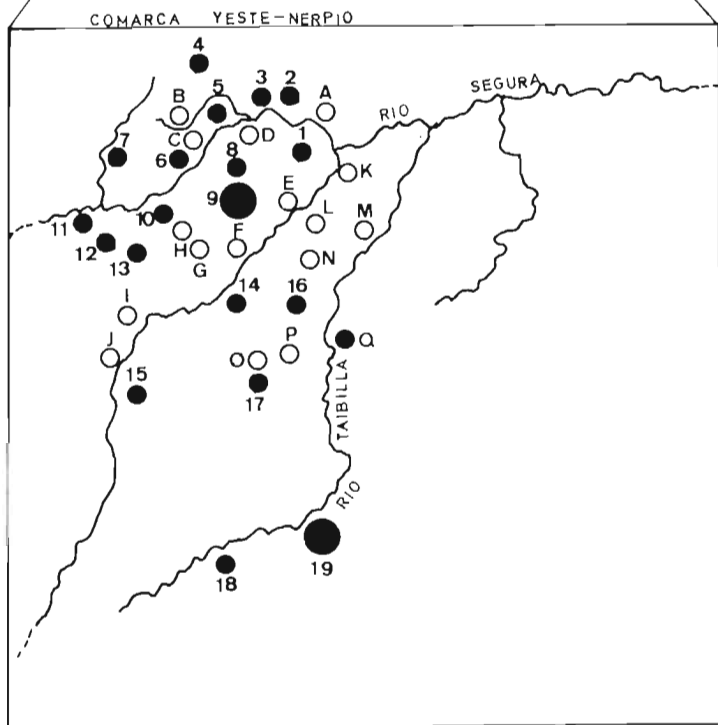 COMARCA YESTE-NERPIO
4
SEGURA
5
3
2
A
B
RIO
C
D
1
7
6
8
K
9
E
10
L
M
11
H
F
12
G
N
13
I
14
16
J
P
Q
O
15
17
TAIBILLA
RIO
18
19